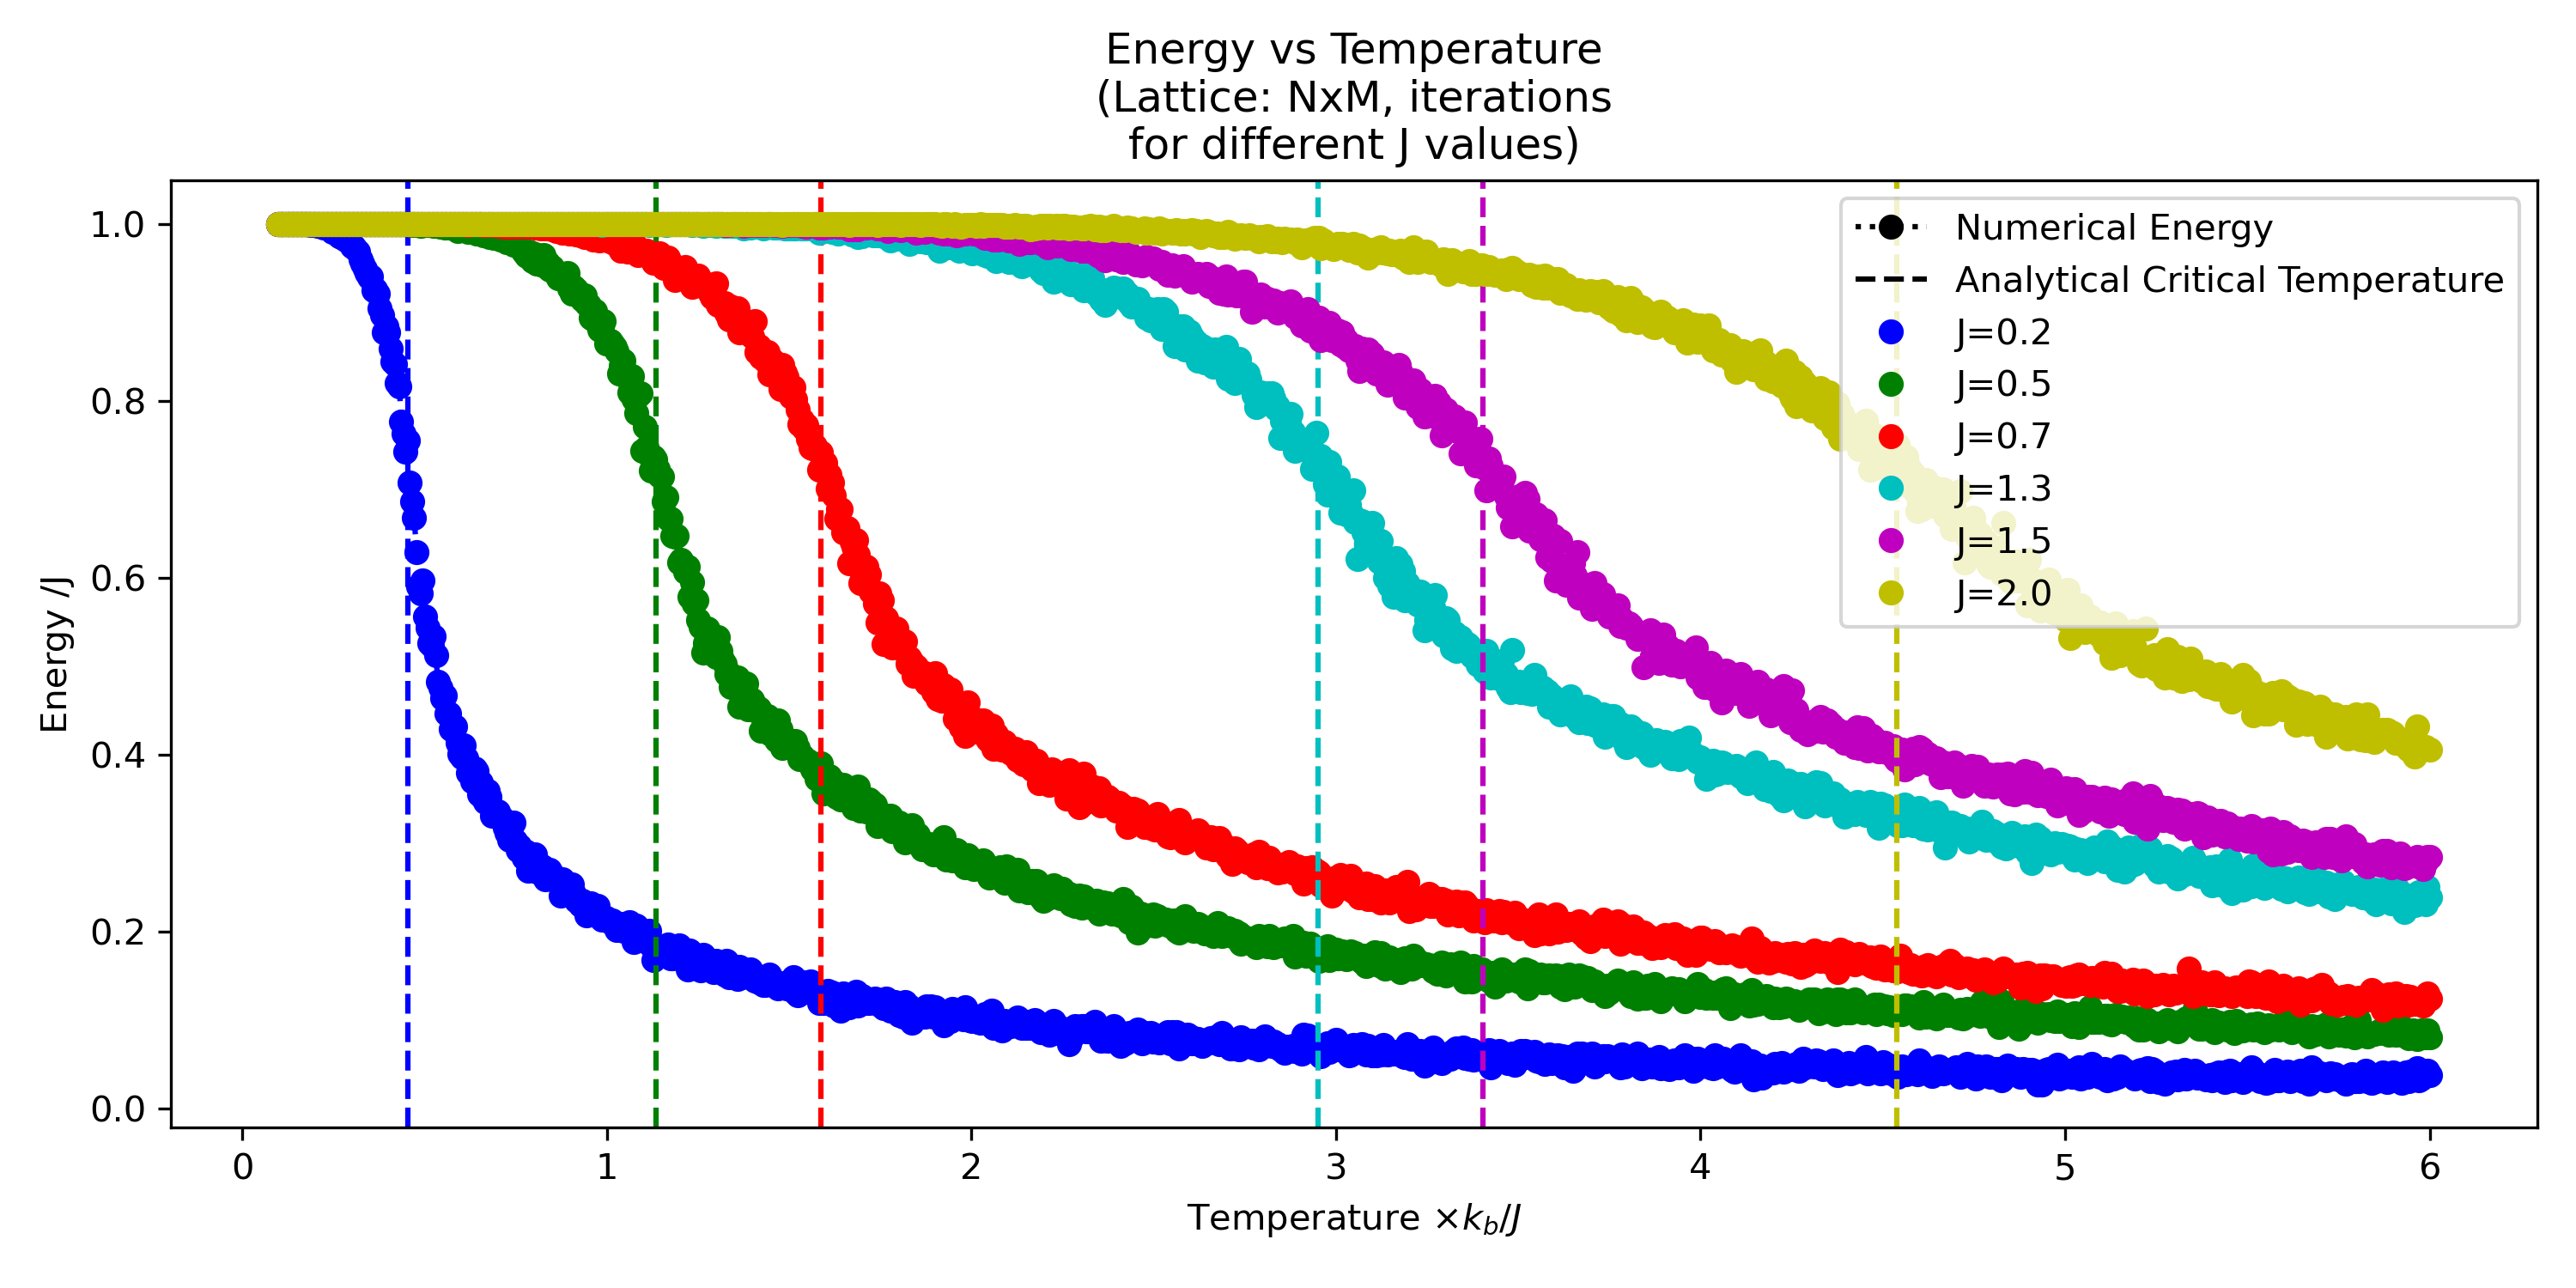 Energy vs Temperature
(Lattice: NxM, iterations
for different J values)
Energy /J
1.0
0.8
0.6
0.4
0.2
0.0
Numerical Energy
Analytical Critical Temperature
J=0.2
J=0.5
J=0.7
J=1.3
J=1.5
J=2.0
0 1 2 3 4 5 6
Temperature ×k_b/J